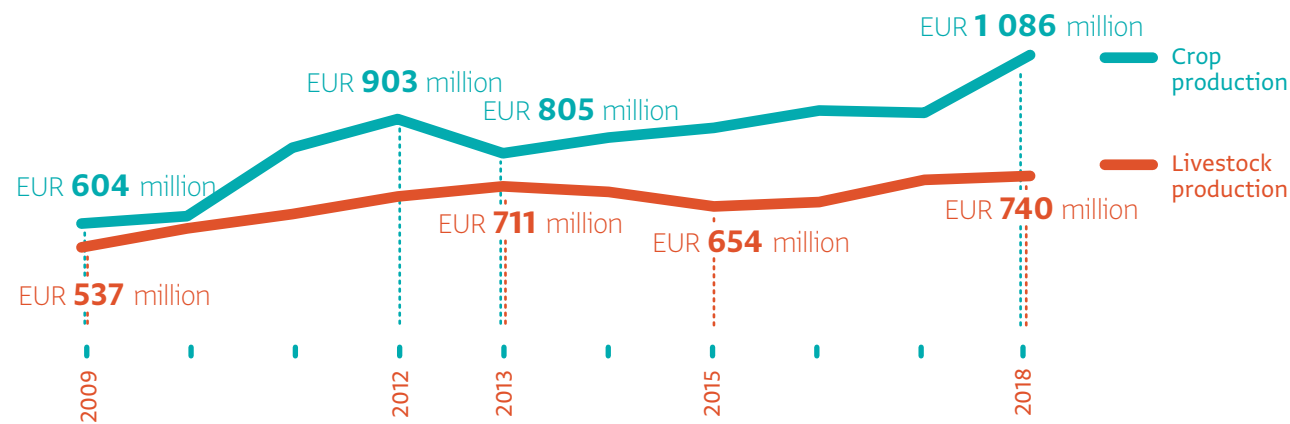 EUR 1 086 million
Crop
production
EUR 903 million
EUR 805 million
EUR 604 million
Livestock
production
EUR 711 million
EUR 740 million
EUR 654 million
EUR 537 million
2009
2012
2013
2015
2018